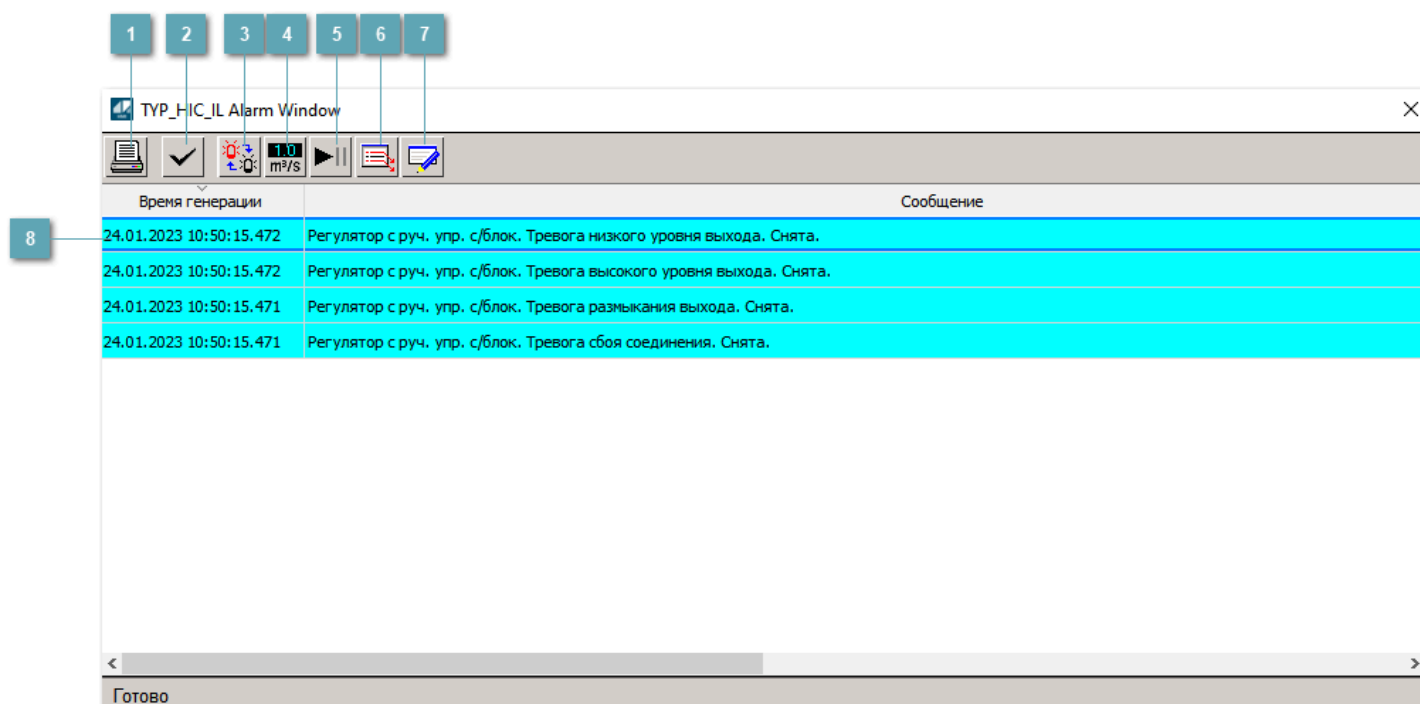 1 2 3 4 5 6 7
TYP_HIC_IL Alarm Window
1.0
m³/s
Время генерации Сообщение
8
24.01.2023 10:50:15.472 Регулятор с руч. упр. с/блок. Тревога низкого уровня выхода. Снята.
24.01.2023 10:50:15.472 Регулятор с руч. упр. с/блок. Тревога высокого уровня выхода. Снята.
24.01.2023 10:50:15.471 Регулятор с руч. упр. с/блок. Тревога размыкания выхода. Снята.
24.01.2023 10:50:15.471 Регулятор с руч. упр. с/блок. Тревога сбоя соединения. Снята.
Готово